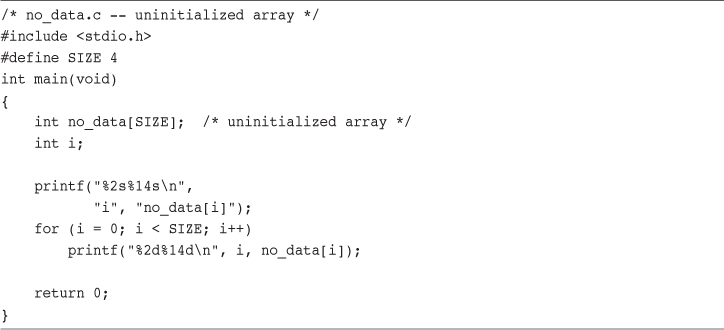 /* no_data.c -- uninitialized array */
#include <stdio.h>
#define SIZE 4
int main(void)
{
    int no_data[SIZE];  /* uninitialized array */
    int i;

    printf("%2s%14s\n",
           "i", "no_data[i]");
    for (i = 0; i < SIZE; i++)
        printf("%2d%14d\n", i, no_data[i]);

    return 0;
}